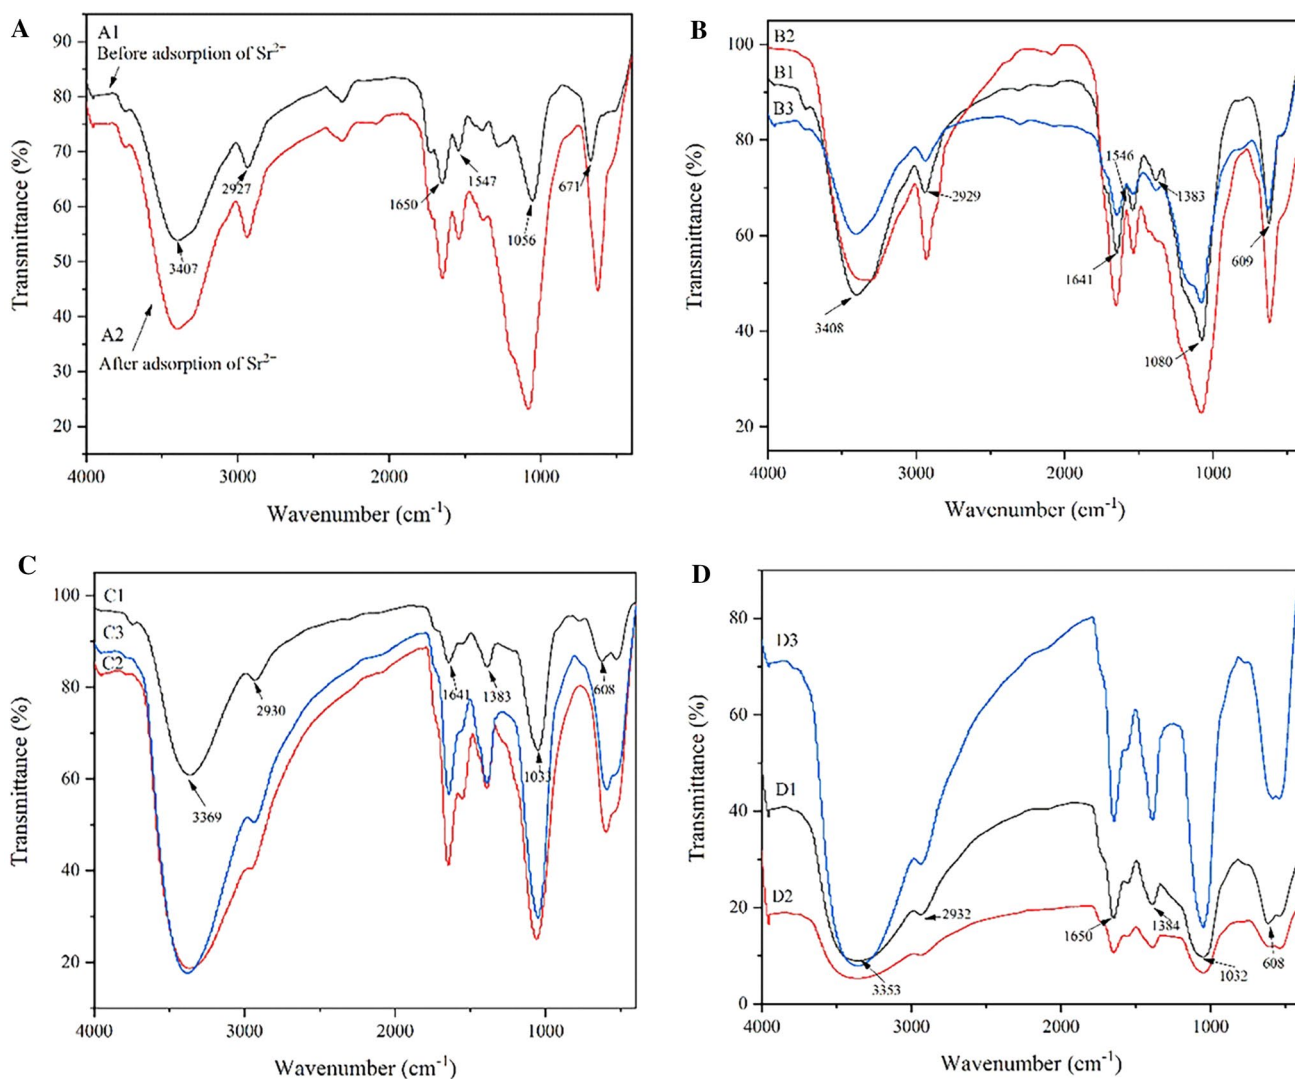 A
A1
Before adsorption of Sr²⁻
90
80
70
60
50
40
30
20
Transmittance (%)
2927
1650
1547
671
1056
3407
A2
After adsorption of Sr²⁻
4000
3000
2000
1000
Wavenumber (cm⁻¹)
B
B2
B1
B3
100
80
60
40
20
Transmittance (%)
1546
2929
1383
1641
609
3408
1080
4000
3000
2000
1000
Wavenumber (cm⁻¹)
C
C1
C3
C2
100
80
60
40
20
Transmittance (%)
2930
1641
1383
608
1033
3369
4000
3000
2000
1000
Wavenumber (cm⁻¹)
D
D3
D1
D2
80
60
40
20
0
Transmittance (%)
2932
1650
1384
3353
1032
608
4000
3000
2000
1000
Wavenumber (cm⁻¹)